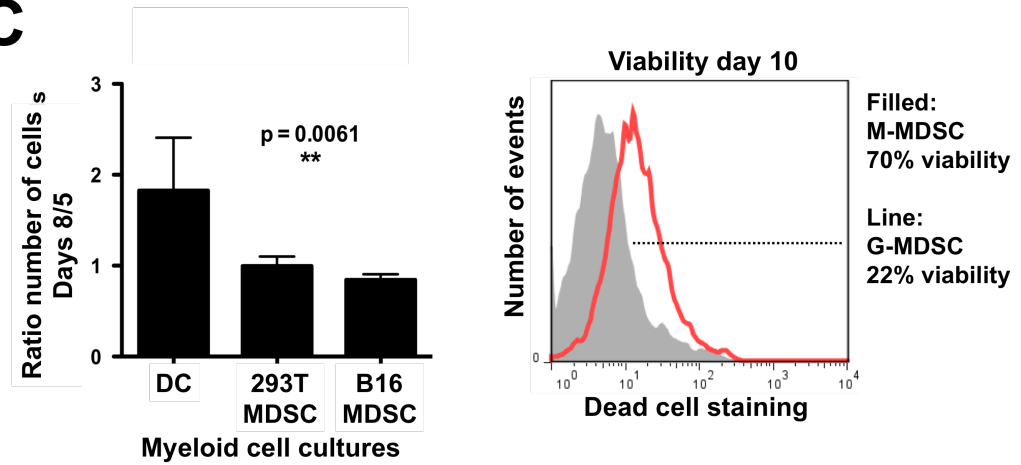 C
Ratio number of cells s
Days 8/5
3
2
1
0
p = 0.0061
**
DC
293T
MDSC
B16
MDSC
Myeloid cell cultures
Viability day 10
Number of events
0
10^0
10^1
10^2
10^3
10^4
Dead cell staining
Filled:
M-MDSC
70% viability
Line:
G-MDSC
22% viability